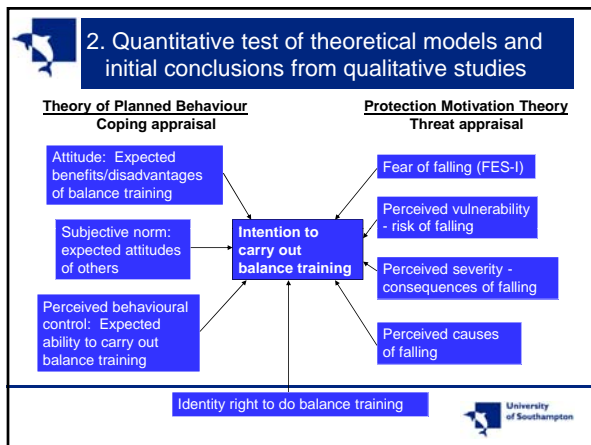 2. Quantitative test of theoretical models and
initial conclusions from qualitative studies
Theory of Planned Behaviour
Coping appraisal
Protection Motivation Theory
Threat appraisal
Attitude: Expected
benefits/disadvantages
of balance training
Subjective norm:
expected attitudes
of others
Perceived behavioural
control: Expected
ability to carry out
balance training
Intention to
carry out
balance training
Fear of falling (FES-I)
Perceived vulnerability
- risk of falling
Perceived severity -
consequences of falling
Perceived causes
of falling
Identity right to do balance training
University
of Southampton